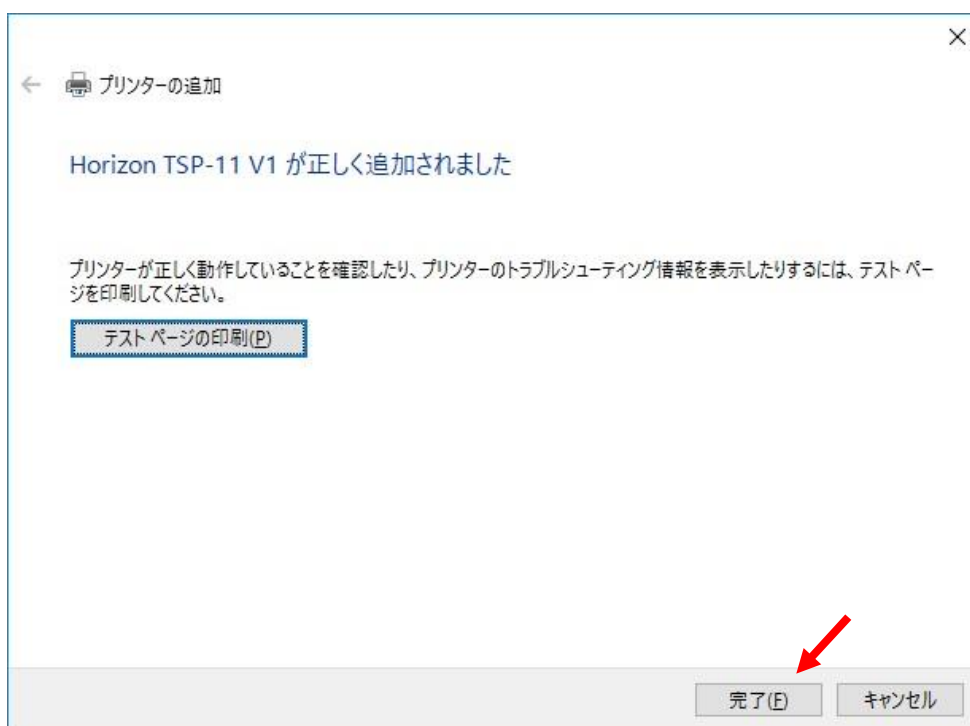 プリンターの追加
Horizon TSP-11 V1 が正しく追加されました
プリンターが正しく動作していることを確認したり、プリンターのトラブルシューティング情報を表示したりするには、テスト ペー
ジを印刷してください。
テスト ページの印刷(P)
完了(F) キャンセル